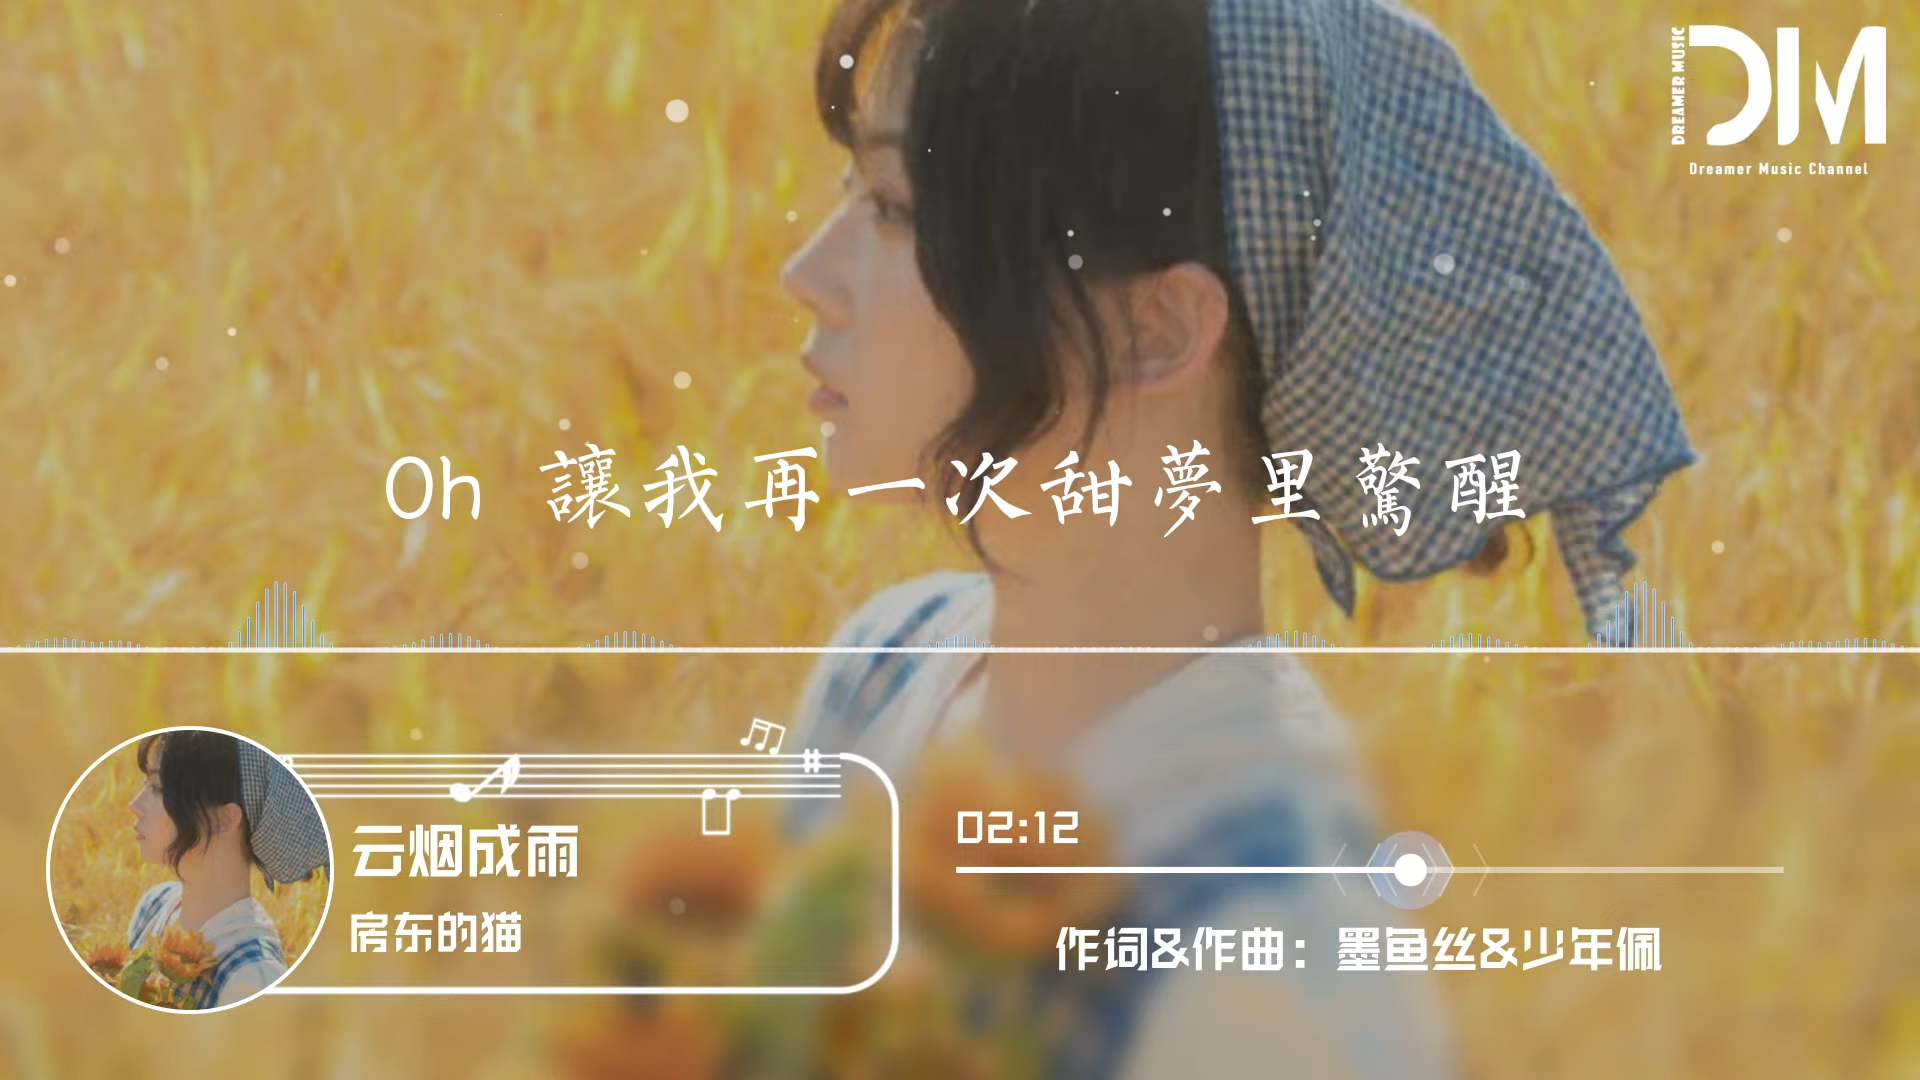 DREAMER MUSIC
DIM
Dreamer Music Channel
Oh 讓我再一次甜夢里驚醒
云烟成雨
房东的猫
02:12
作词&作曲：墨鱼丝&少年佩